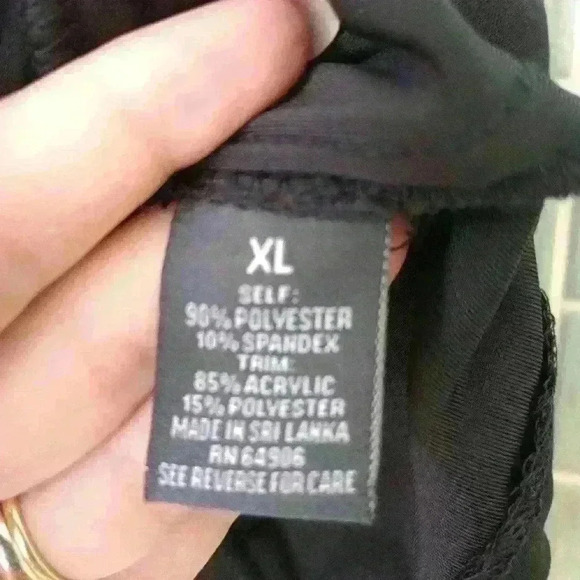 XL
SELF:
90% POLYESTER
10% SPANDEX
TRIM:
85% ACRYLIC
15% POLYESTER
MADE IN SRI LANKA
RN 64906
SEE REVERSE FOR CARE